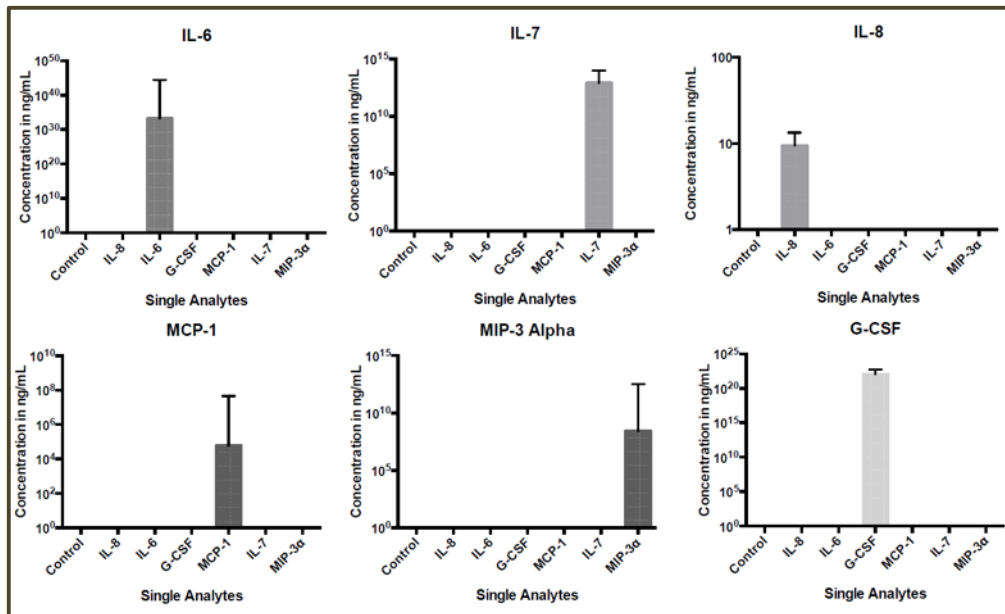 IL-6
Concentration in ng/mL
10^50
10^40
10^30
10^20
10^10
10^0
Control
IL-8
IL-6
G-CSF
MCP-1
IL-7
MIP-3α
Single Analytes
IL-7
Concentration in ng/mL
10^15
10^10
10^5
10^0
Control
IL-8
IL-6
G-CSF
MCP-1
IL-7
MIP-3α
Single Analytes
IL-8
Concentration in ng/mL
100
10
1
Control
IL-8
IL-6
G-CSF
MCP-1
IL-7
MIP-3α
Single Analytes
MCP-1
Concentration in ng/mL
10^10
10^8
10^6
10^4
10^2
10^0
Control
IL-8
IL-6
G-CSF
MCP-1
IL-7
MIP-3α
Single Analytes
MIP-3 Alpha
Concentration in ng/mL
10^15
10^10
10^5
10^0
Control
IL-8
IL-6
G-CSF
MCP-1
IL-7
MIP-3α
Single Analytes
G-CSF
Concentration in ng/mL
10^25
10^20
10^15
10^10
10^5
10^0
Control
IL-8
IL-6
G-CSF
MCP-1
IL-7
MIP-3α
Single Analytes